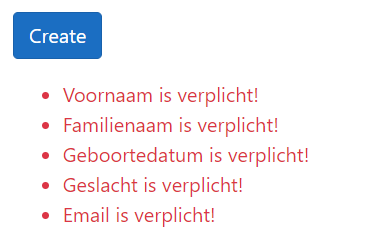 Create
Voornaam is verplicht!
Familienaam is verplicht!
Geboortedatum is verplicht!
Geslacht is verplicht!
Email is verplicht!